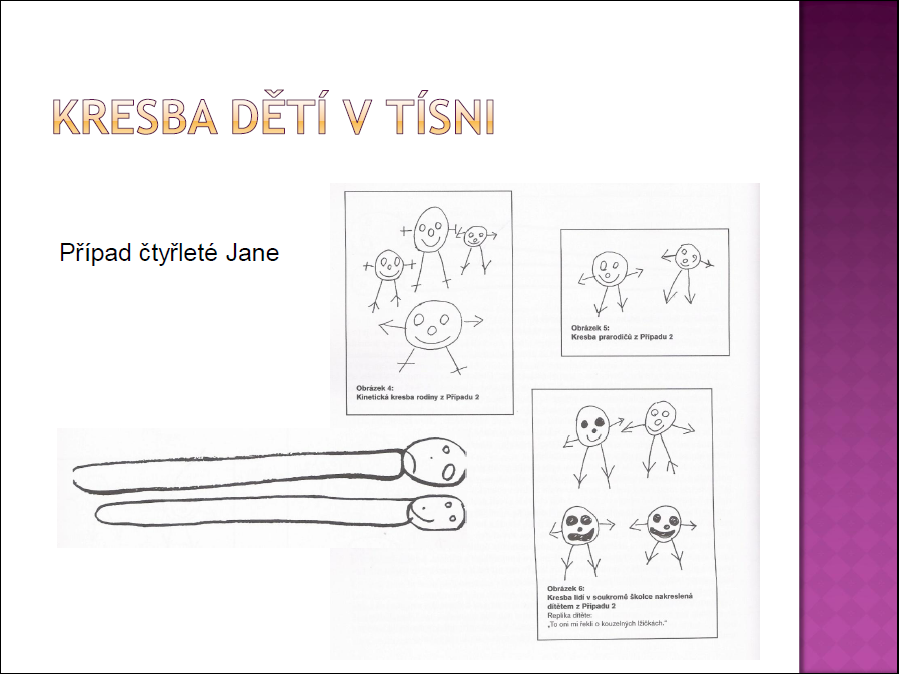 KRESBA DĚTÍ V TÍSNI
Případ čtyřleté Jane
Obrázek 4:
Kinetická kresba rodiny z Případu 2
Obrázek 5:
Kresba prarodičů z Případu 2
Obrázek 6:
Kresba lidí v soukromé školce nakreslená
dítětem z Případu 2
Replika dítěte:
„To oni mi řekli o kouzelných lžičkách."